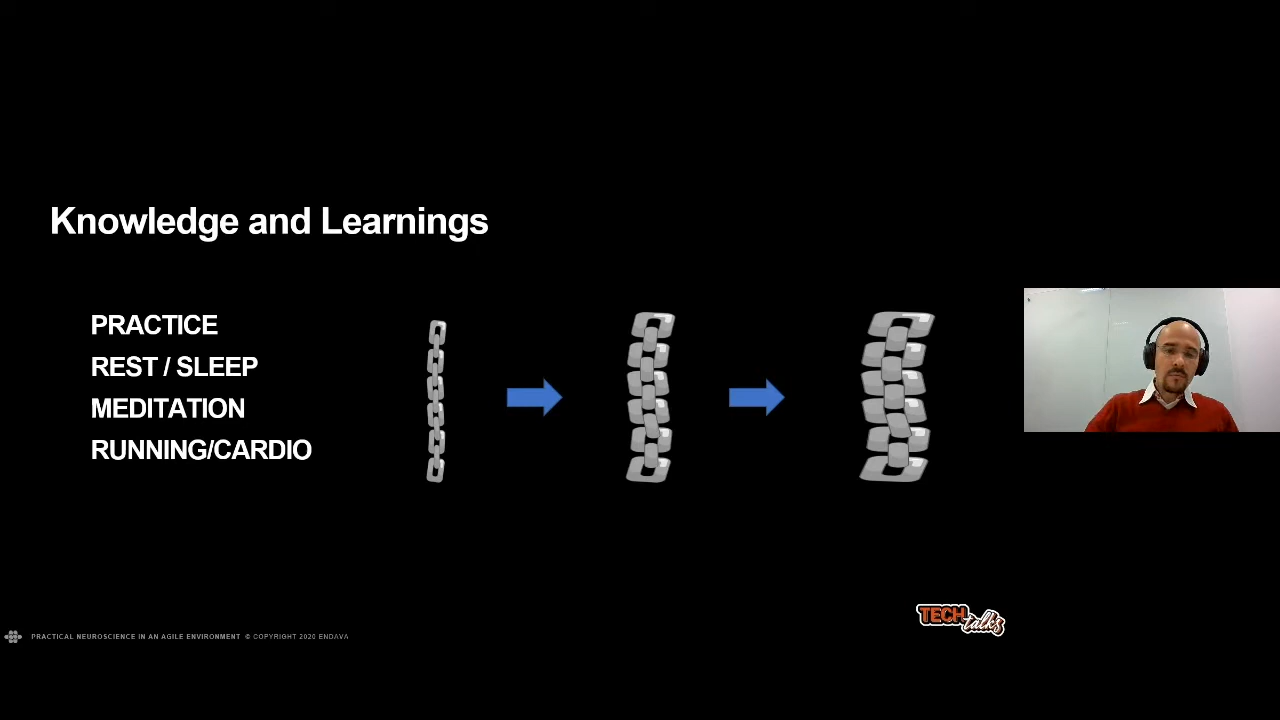 Knowledge and Learnings
PRACTICE
REST / SLEEP
MEDITATION
RUNNING/CARDIO
TECH
talks
PRACTICAL NEUROSCIENCE IN AN AGILE ENVIRONMENT © COPYRIGHT 2020 ENDAVA